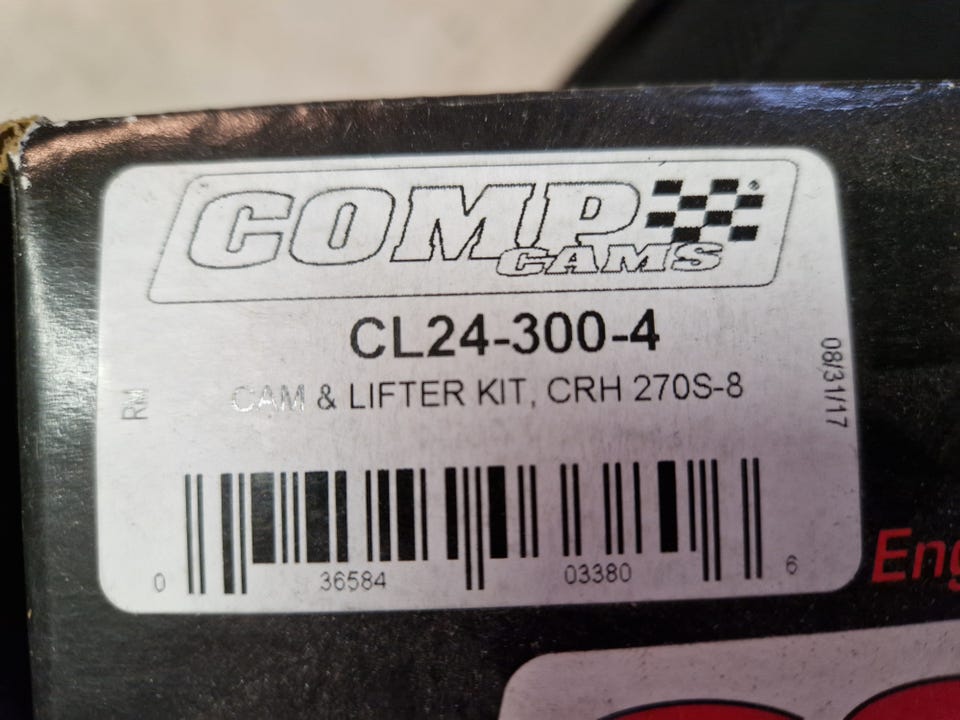 COMP
CAMS
CL24-300-4
CAM & LIFTER KIT, CRH 270S-8
RM
08/31/17
0 36584 03380 6
Eng